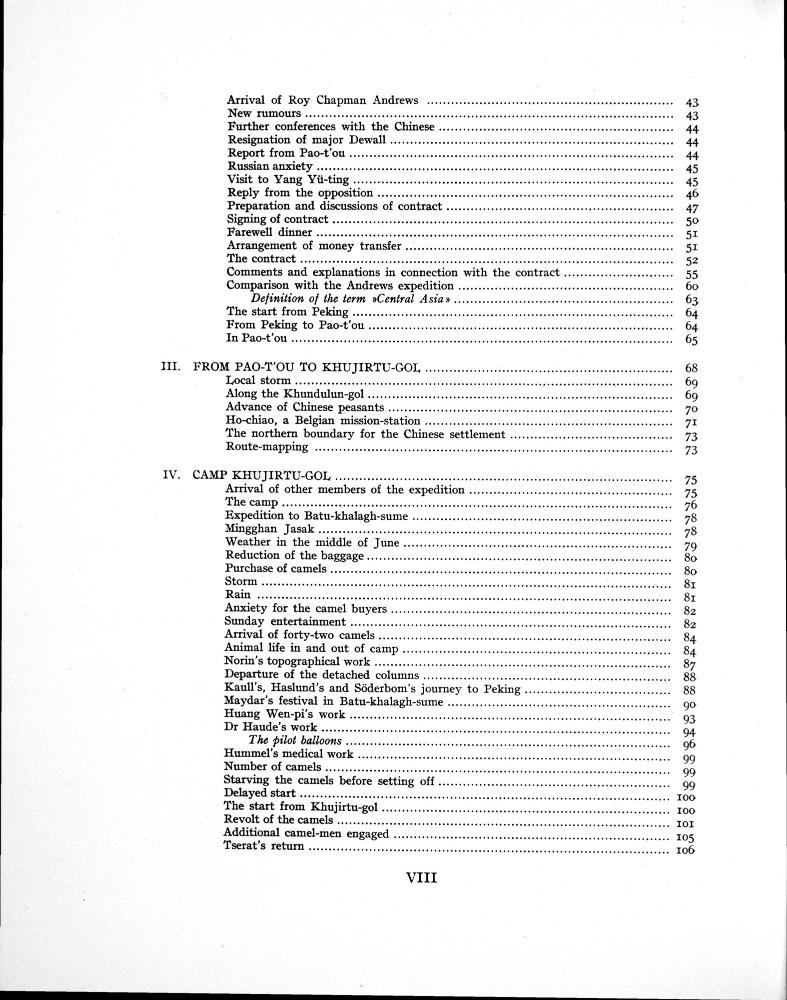 Arrival of Roy Chapman Andrews ............ 43
New rumours ............ 43
Further conferences with the Chinese ............ 44
Resignation of major Dewall ............ 44
Report from Pao-t'ou ............ 44
Russian anxiety ............ 45
Visit to Yang Yü-ting ............ 45
Reply from the opposition ............ 46
Preparation and discussions of contract ............ 47
Signing of contract ............ 50
Farewell dinner ............ 51
Arrangement of money transfer ............ 51
The contract ............ 52
Comments and explanations in connection with the contract ............ 55
Comparison with the Andrews expedition ............ 60
Definition of the term »Central Asia» ............ 63
The start from Peking ............ 64
From Peking to Pao-t'ou ............ 64
In Pao-t'ou ............ 65
III. FROM PAO-T'OU TO KHUJIRTU-GOL ............ 68
Local storm ............ 69
Along the Khundulun-gol ............ 69
Advance of Chinese peasants ............ 70
Ho-chiao, a Belgian mission-station ............ 71
The northern boundary for the Chinese settlement ............ 73
Route-mapping ............ 73
IV. CAMP KHUJIRTU-GOL ............ 75
Arrival of other members of the expedition ............ 75
The camp ............ 76
Expedition to Batu-khalagh-sume ............ 78
Mingghan Jasak ............ 78
Weather in the middle of June ............ 79
Reduction of the baggage ............ 80
Purchase of camels ............ 80
Storm ............ 81
Rain ............ 81
Anxiety for the camel buyers ............ 82
Sunday entertainment ............ 82
Arrival of forty-two camels ............ 84
Animal life in and out of camp ............ 84
Norin's topographical work ............ 87
Departure of the detached columns ............ 88
Kaull's, Haslund's and Söderbom's journey to Peking ............ 88
Maydar's festival in Batu-khalagh-sume ............ 90
Huang Wen-pi's work ............ 93
Dr Haude's work ............ 94
The pilot balloons ............ 96
Hummel's medical work ............ 99
Number of camels ............ 99
Starving the camels before setting off ............ 99
Delayed start ............ 100
The start from Khujirtu-gol ............ 100
Revolt of the camels ............ 101
Additional camel-men engaged ............ 105
Tserat's return ............ 106
VIII